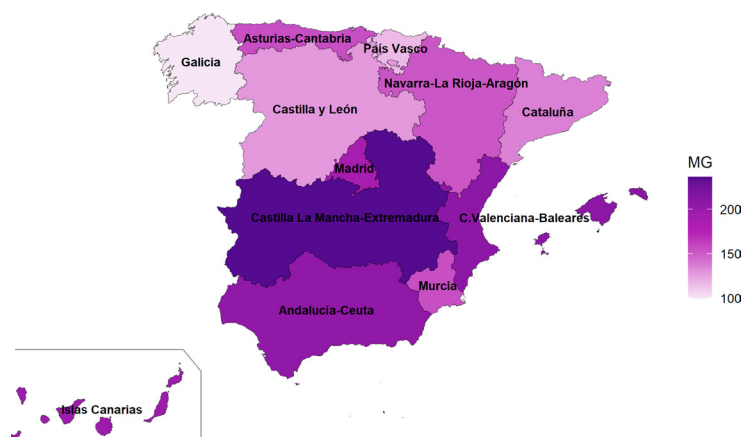 Asturias-Cantabria
País Vasco
Galicia
Navarra-La Rioja-Aragón
Castilla y León
Cataluña
MG
Madrid
200
Castilla La Mancha-Extremadura
C.Valenciana-Baleares
150
Murcia
100
Andalucía-Ceuta
Islas Canarias